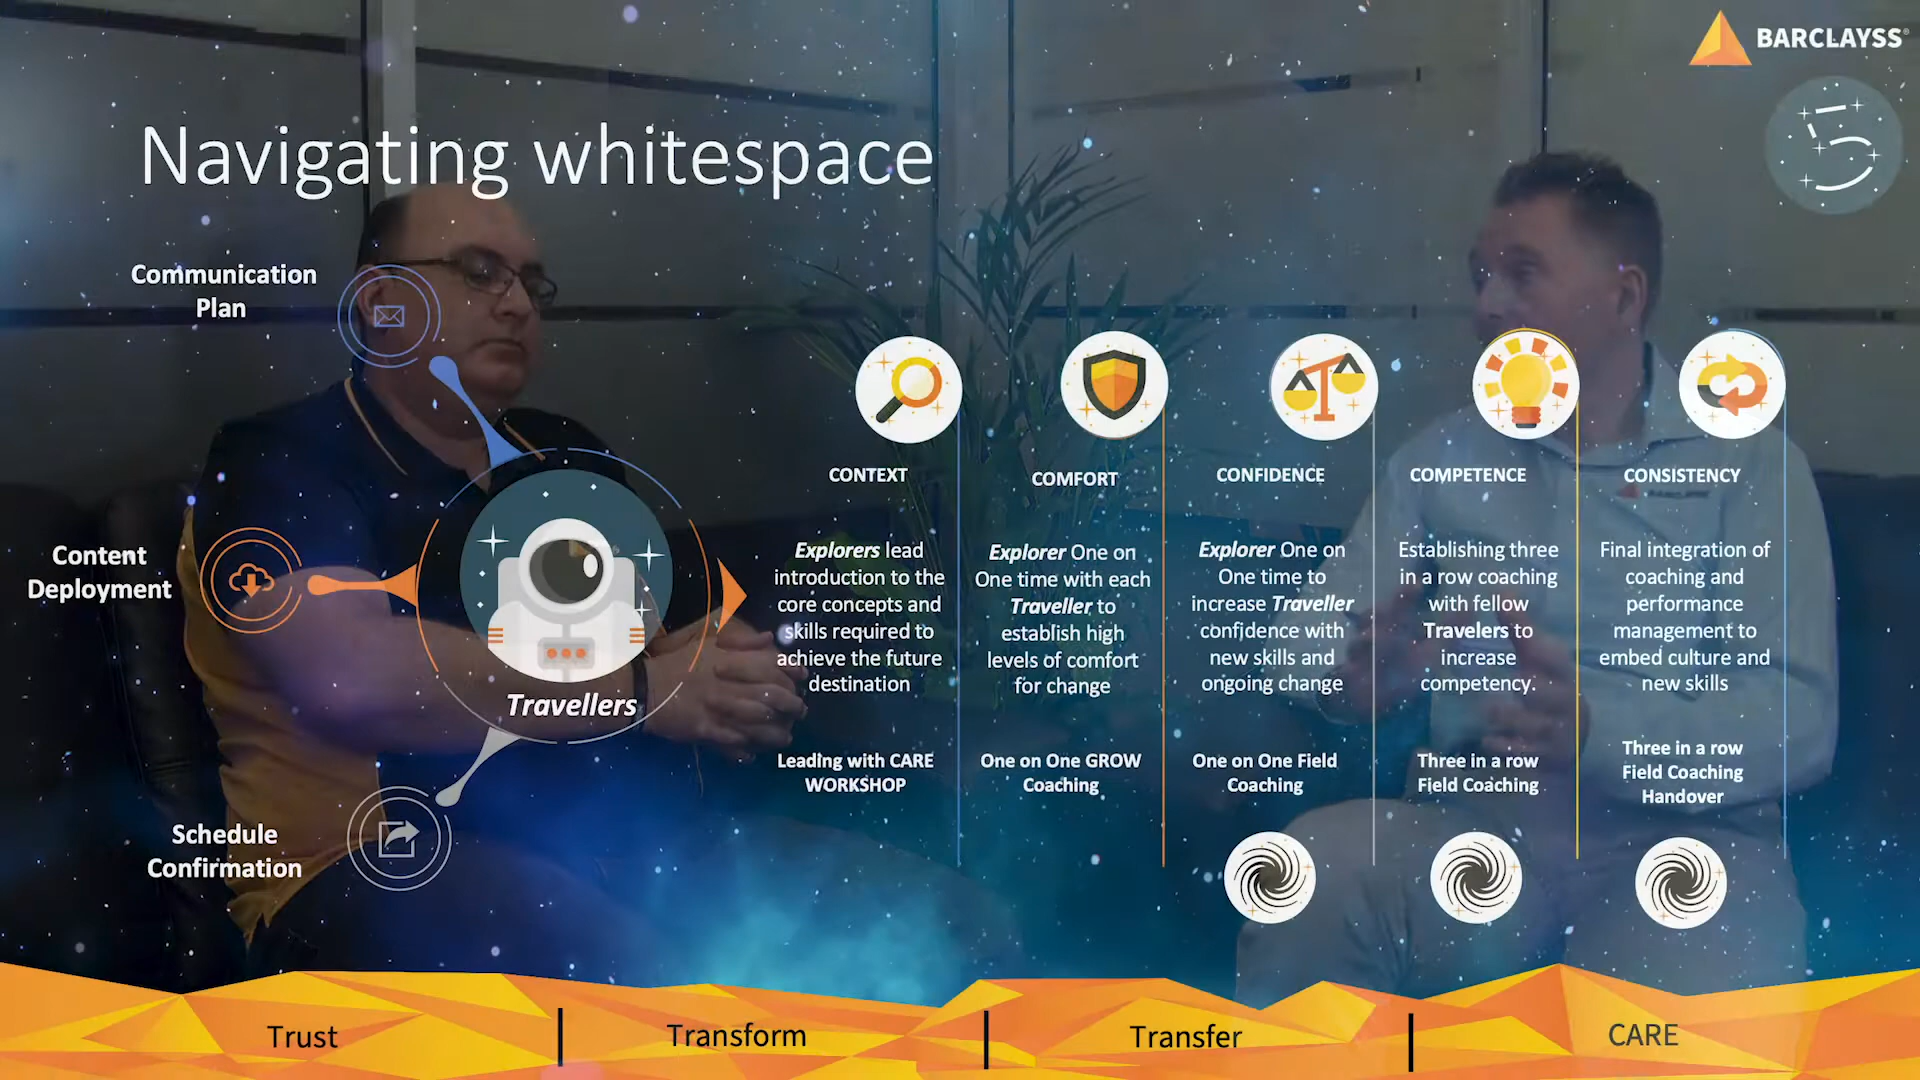 BARCLAYSS®
5
Navigating whitespace
Communication
Plan
Content
Deployment
Schedule
Confirmation
Travellers
CONTEXT
Explorers lead
introduction to the
core concepts and
skills required to
achieve the future
destination
Leading with CARE
WORKSHOP
COMFORT
Explorer One on
One time with each
Traveller to
establish high
levels of comfort
for change
One on One GROW
Coaching
CONFIDENCE
Explorer One on
One time to
increase Traveller
confidence with
new skills and
ongoing change
One on One Field
Coaching
COMPETENCE
Establishing three
in a row coaching
with fellow
Travelers to
increase
competency.
Three in a row
Field Coaching
CONSISTENCY
Final integration of
coaching and
performance
management to
embed culture and
new skills
Three in a row
Field Coaching
Handover
Trust
Transform
Transfer
CARE